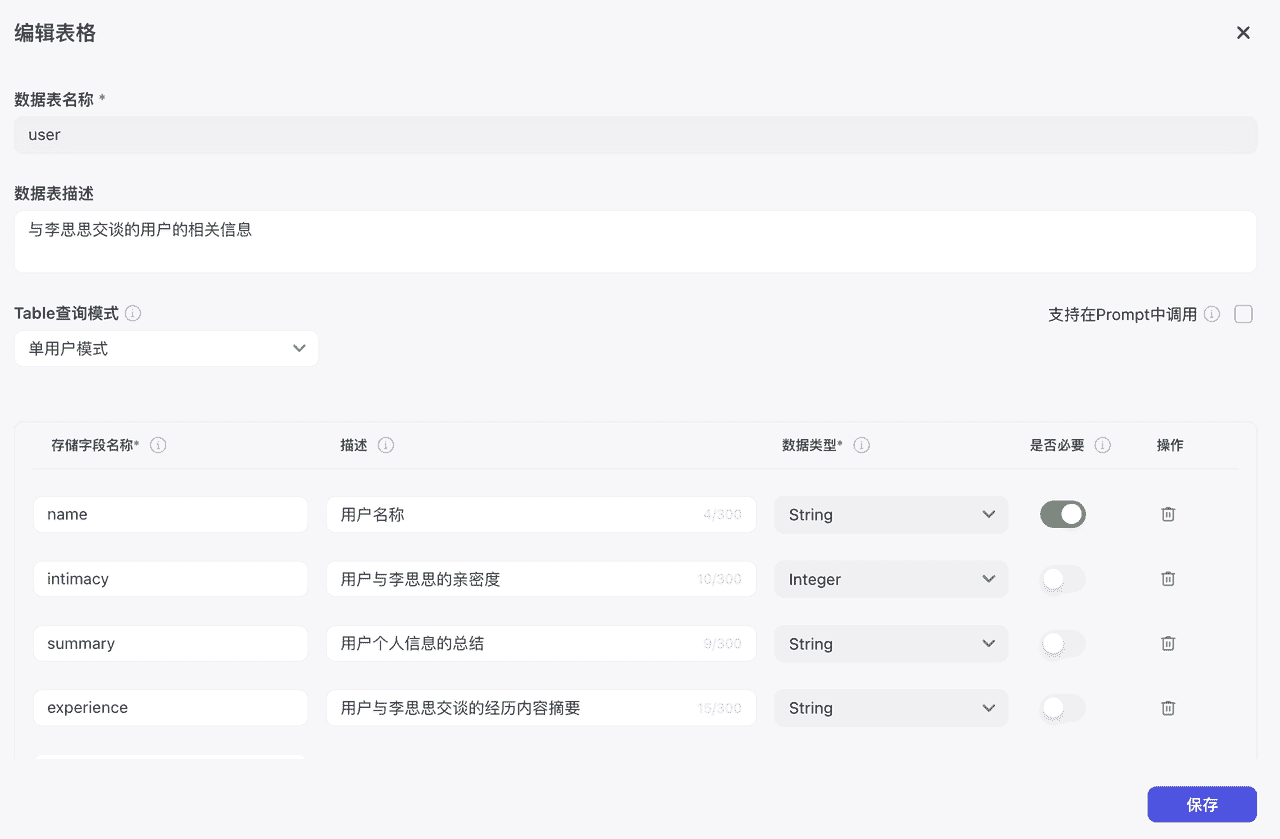 编辑表格
数据表名称 *
user
数据表描述
与李思思交谈的用户的相关信息
Table查询模式
支持在Prompt中调用
单用户模式
存储字段名称* 描述 数据类型* 是否必要 操作
name 用户名称 4/300 String
intimacy 用户与李思思的亲密度 10/300 Integer
summary 用户个人信息的总结 9/300 String
experience 用户与李思思交谈的经历内容摘要 15/300 String
保存